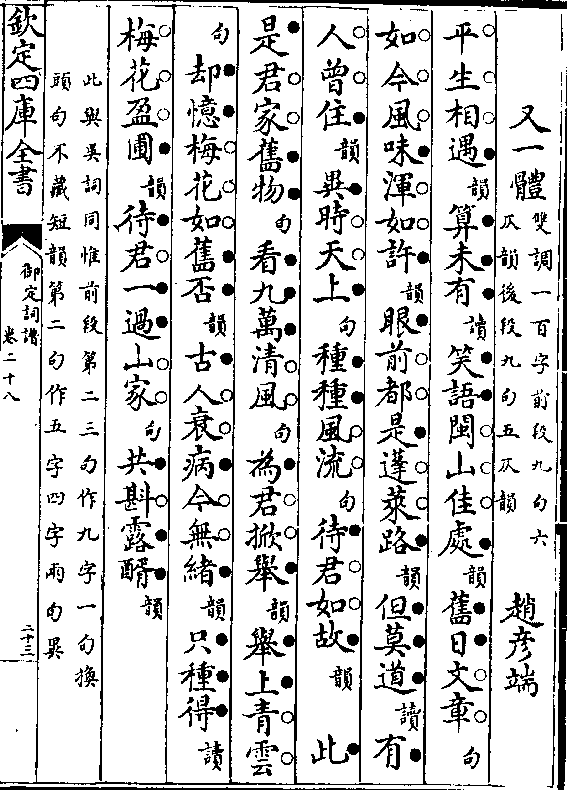 又一體 雙調一百字前段九句六仄韻後段九句五仄韻 趙彥端
平生相遇韻算未有讀笑語閩山佳處韻舊日文章句
如今風味渾如許韻眼前都是蓬萊路韻但莫道讀有
人曾住韻異時天上句種種風流句待君如故韻 此
是君家舊物句看九萬清風句為君掀舉韻舉上青雲
句却憶梅花如舊否韻古人衰病今無緒韻只種得讀
梅花盈圃韻待君一過山家句共斟露醑韻
此與吳詞同惟前段第二三句作九字一句換
頭句不藏短韻第二句作五字四字兩句異
欽定四庫全書
御定詞譜
卷二十八
二十三